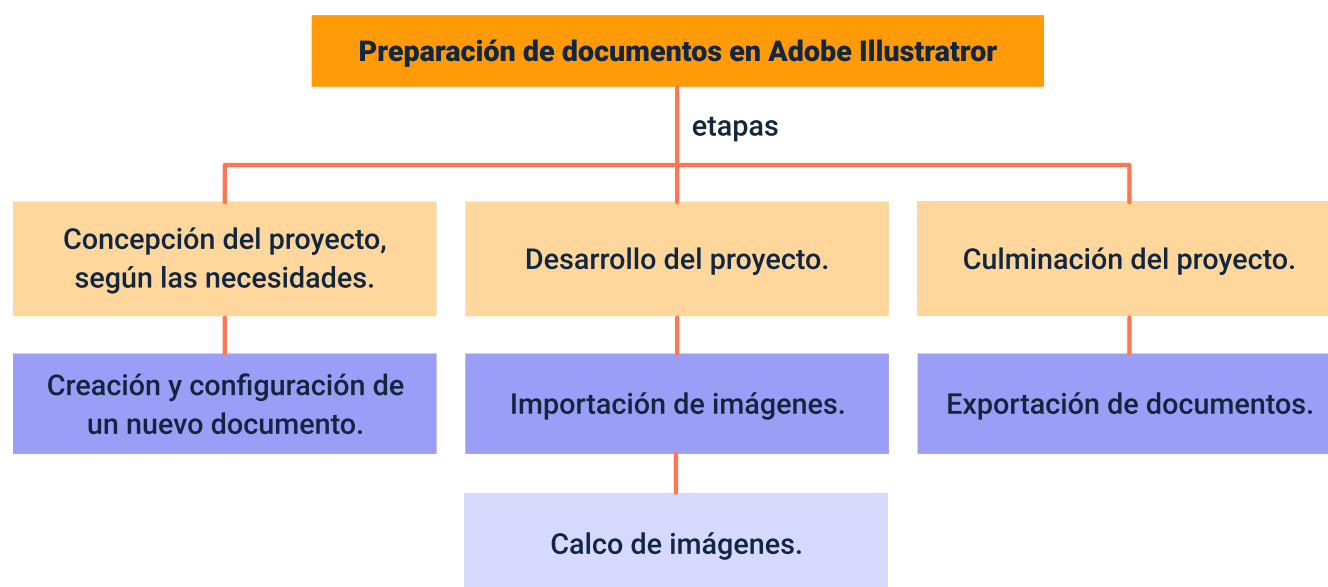 Preparación de documentos en Adobe Illustratror
etapas
Concepción del proyecto,
según las necesidades.
Desarrollo del proyecto.
Culminación del proyecto.
Creación y configuración de
un nuevo documento.
Importación de imágenes.
Exportación de documentos.
Calco de imágenes.